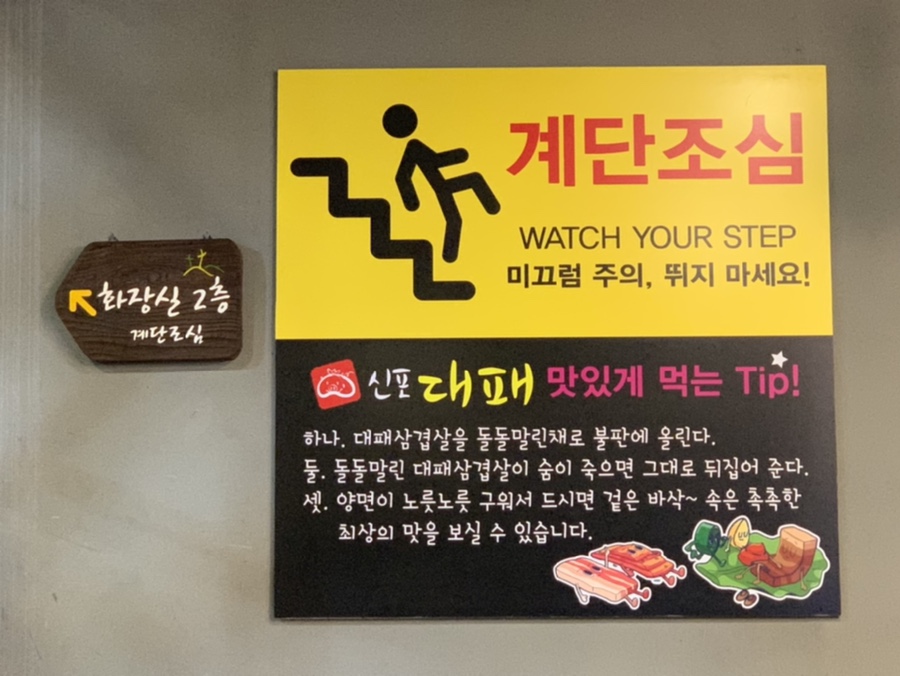 화장실 2층
계단조심
계단조심
WATCH YOUR STEP
미끄럼 주의, 뛰지 마세요!
신포 대패 맛있게 먹는 Tip!
하나. 대패삼겹살을 돌돌말린채로 불판에 올린다.
둘. 돌돌말린 대패삼겹살이 숨이 죽으면 그대로 뒤집어 준다.
셋. 양면이 노릇노릇 구워서 드시면 겉은 바삭~ 속은 촉촉한
최상의 맛을 보실 수 있습니다.